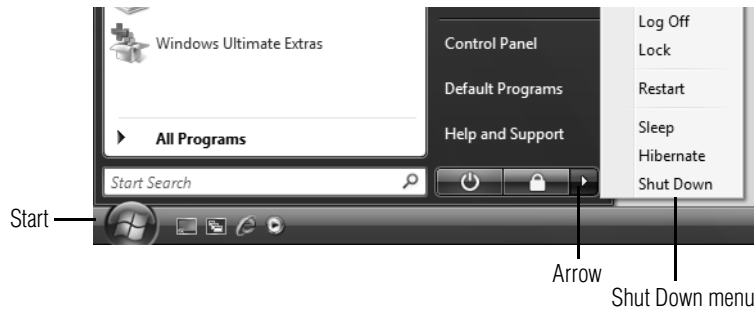 Log Off
Windows Ultimate Extras
Control Panel
Lock
Default Programs
Restart
All Programs
Help and Support
Sleep
Hibernate
Start Search
Shut Down
Start
Arrow
Shut Down menu